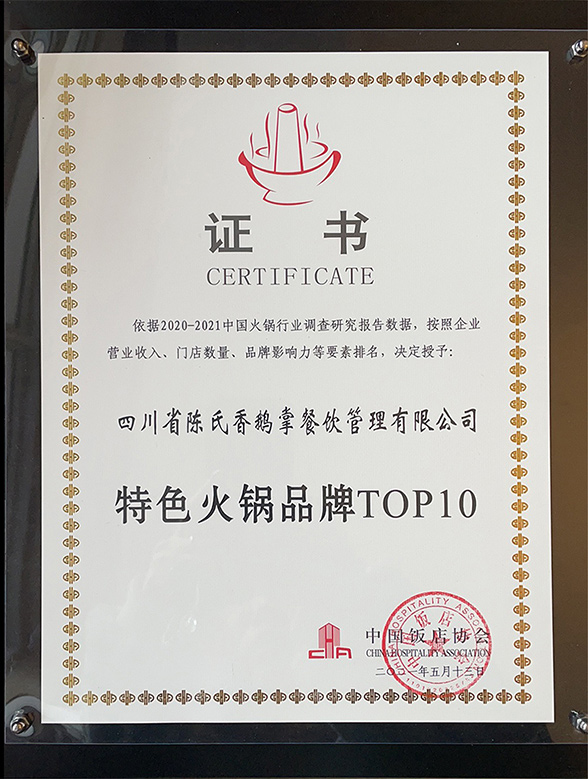 证 书
CERTIFICATE
依据2020-2021中国火锅行业调查研究报告数据，按照企业
营业收入、门店数量、品牌影响力等要素排名，决定授予：
四川省陈氏香鹅掌餐饮管理有限公司
特色火锅品牌TOP10
CHA
中国饭店协会
CHINA HOSPITALITY ASSOCIATION
二〇二一年五月十三日